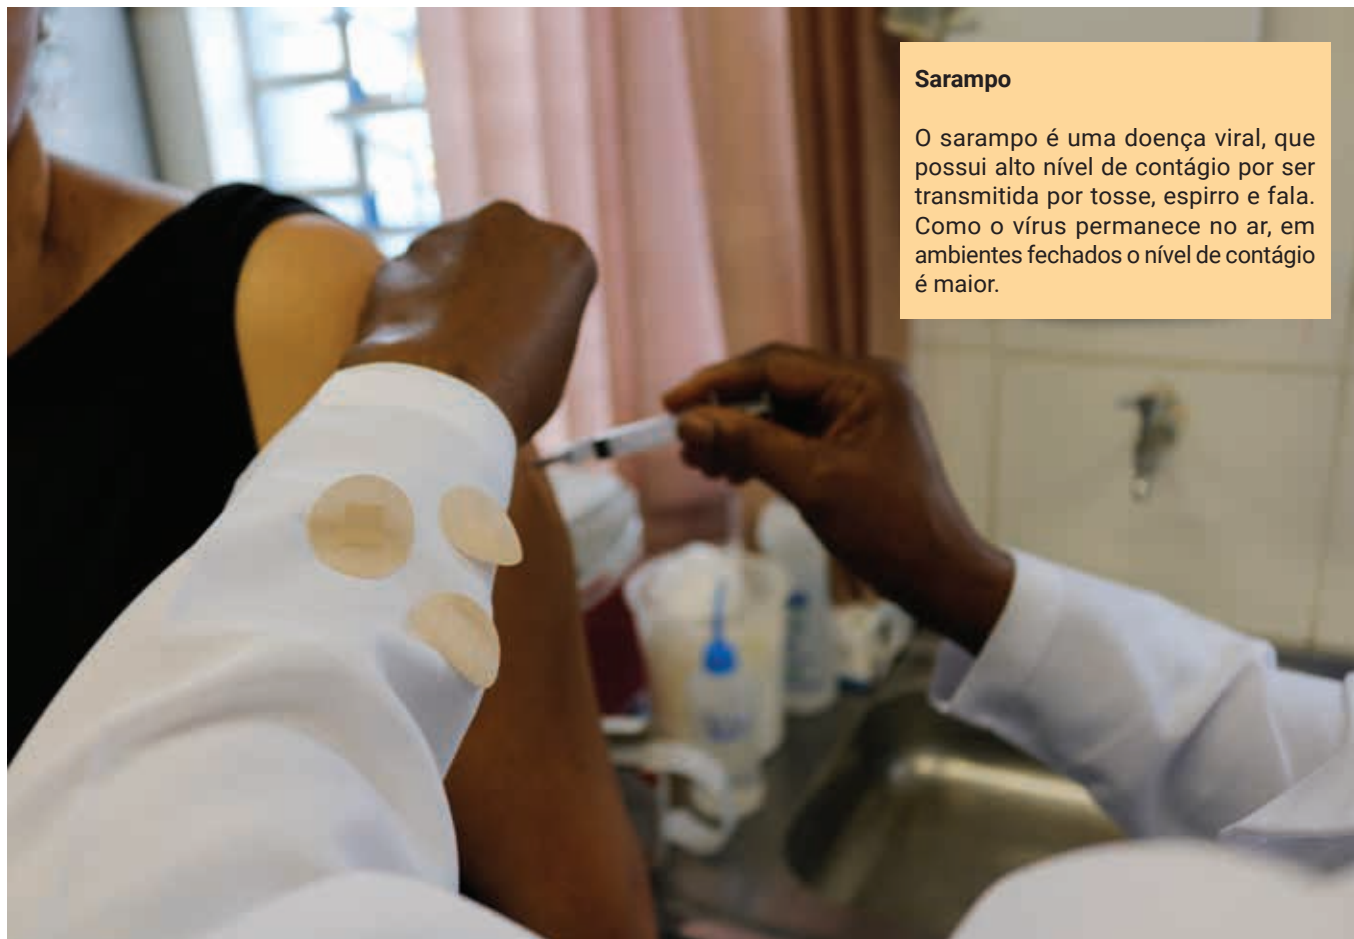 Sarampo
O sarampo é uma doença viral, que
possui alto nível de contágio por ser
transmitida por tosse, espirro e fala.
Como o vírus permanece no ar, em
ambientes fechados o nível de contágio
é maior.